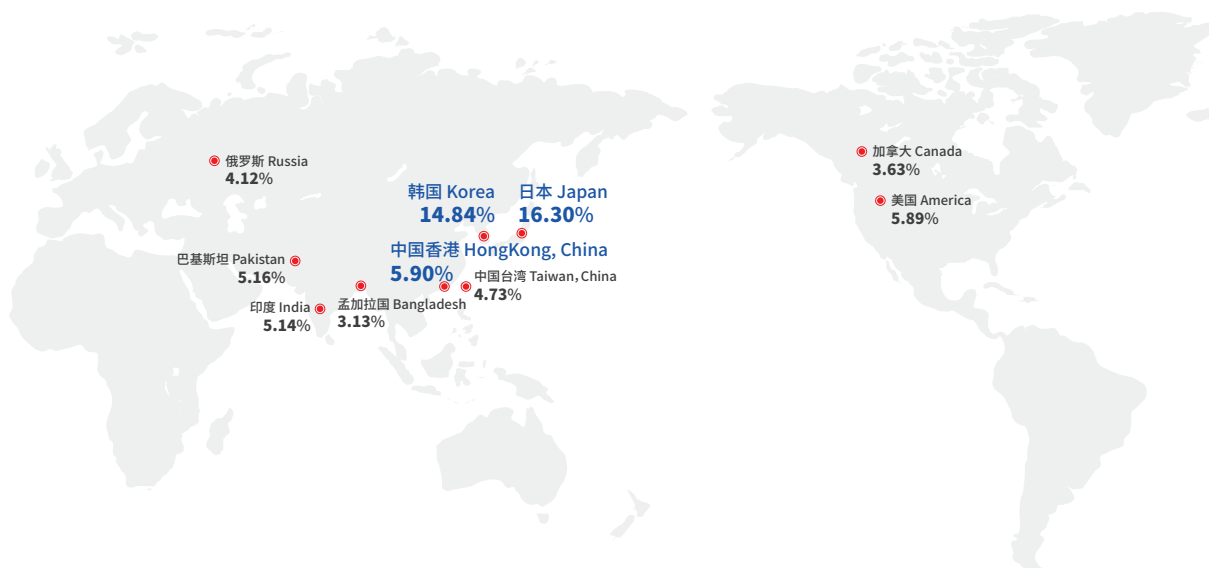 加拿大 Canada
3.63%
俄罗斯 Russia
4.12%
韩国 Korea
14.84%
日本 Japan
16.30%
美国 America
5.89%
中国香港 HongKong, China
5.90%
巴基斯坦 Pakistan
5.16%
中国台湾 Taiwan, China
4.73%
印度 India
5.14%
孟加拉国 Bangladesh
3.13%